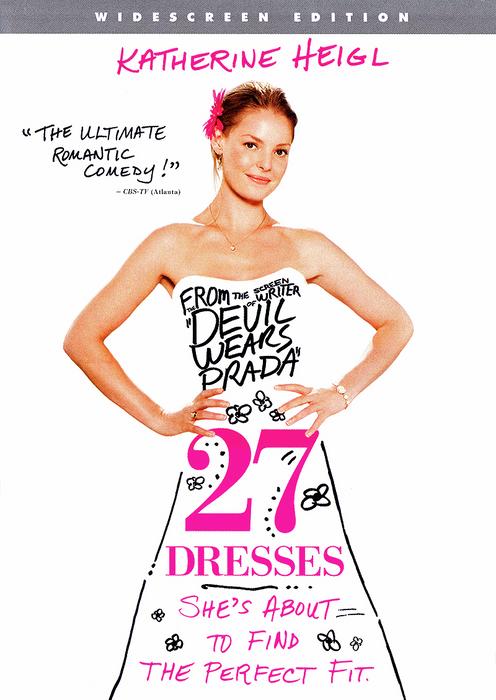 WIDESCREEN EDITION
KATHERINE HEIGL
"THE ULTIMATE
ROMANTIC
COMEDY!"
– CBS-TV (Atlanta)
FROM THE SCREEN
WRITER
OF THE
"DEVIL
WEARS
PRADA"
27
DRESSES
SHE'S ABOUT
TO FIND
THE PERFECT FIT.